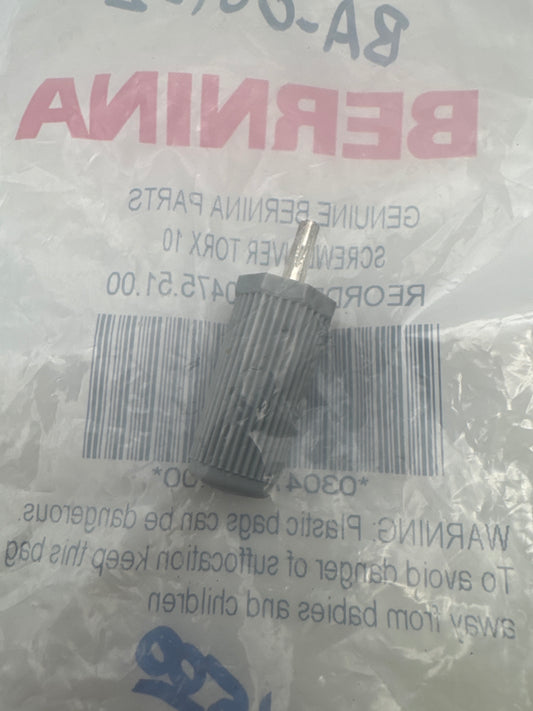 BERNINA
GENUINE BERNINA PARTS
TORX 10
0475.51.00
WARNING: Plastic bags can be dangerous.
To avoid danger of suffocation keep this bag
away from babies and children